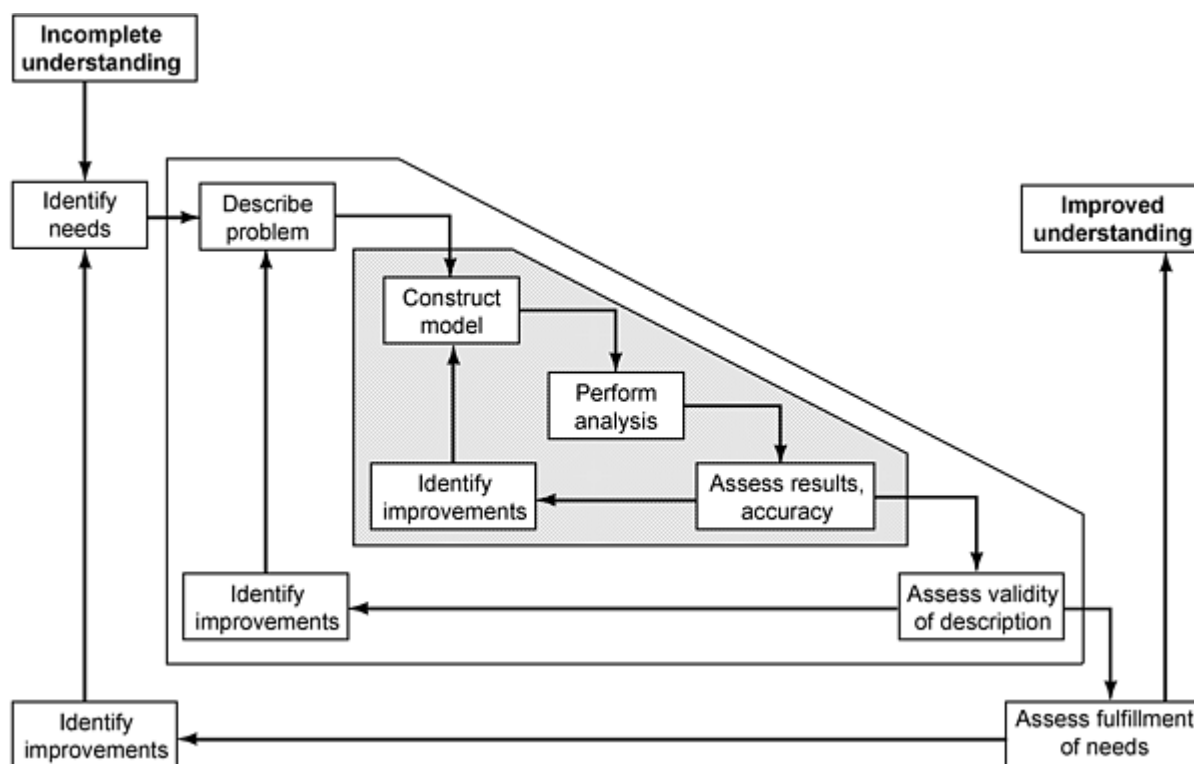 Incomplete
understanding
Identify
needs
Describe
problem
Improved
understanding
Construct
model
Perform
analysis
Identify
improvements
Assess results,
accuracy
Identify
improvements
Assess validity
of description
Identify
improvements
Assess fulfillment
of needs